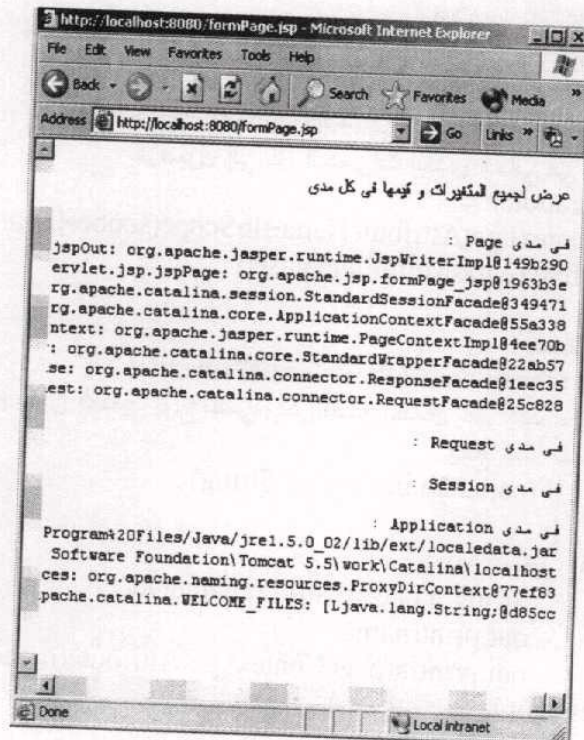 http://localhost:8080/formPage.jsp - Microsoft Internet Explorer
File Edit View Favorites Tools Help
Back Search Favorites Media »
Address http://localhost:8080/formPage.jsp Go Links »
عرض لجميع المتغيرات و قيمها في كل مدى
في مدى Page :
jspOut: org.apache.jasper.runtime.JspWriterImpl@149b290
ervlet.jsp.jspPage: org.apache.jsp.formPage_jsp@1963b3e
rg.apache.catalina.session.StandardSessionFacade@349471
rg.apache.catalina.core.ApplicationContextFacade@55a338
ntext: org.apache.jasper.runtime.PageContextImpl@4ee70b
: org.apache.catalina.core.StandardWrapperFacade@22ab57
se: org.apache.catalina.connector.ResponseFacade@1eec35
est: org.apache.catalina.connector.RequestFacade@25c828
في مدى Request :
في مدى Session :
في مدى Application :
Program%20Files/Java/jre1.5.0_02/lib/ext/localedata.jar
Software Foundation\Tomcat 5.5\work\Catalina\localhost
ces: org.apache.naming.resources.ProxyDirContext@77ef83
pache.catalina.WELCOME_FILES: [Ljava.lang.String;@d85cc
Done Local intranet